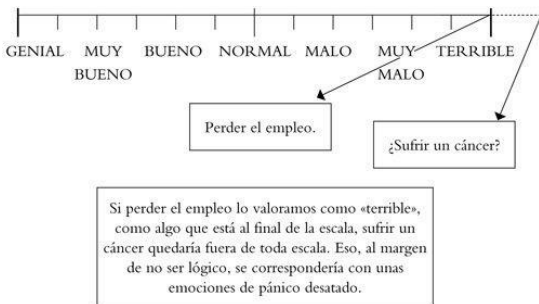 GENIAL MUY BUENO NORMAL MALO MUY TERRIBLE
BUENO MALO
Perder el empleo.
¿Sufrir un cáncer?
Si perder el empleo lo valoramos como «terrible»,
como algo que está al final de la escala, sufrir un
cáncer quedaría fuera de toda escala. Eso, al margen
de no ser lógico, se correspondería con unas
emociones de pánico desatado.